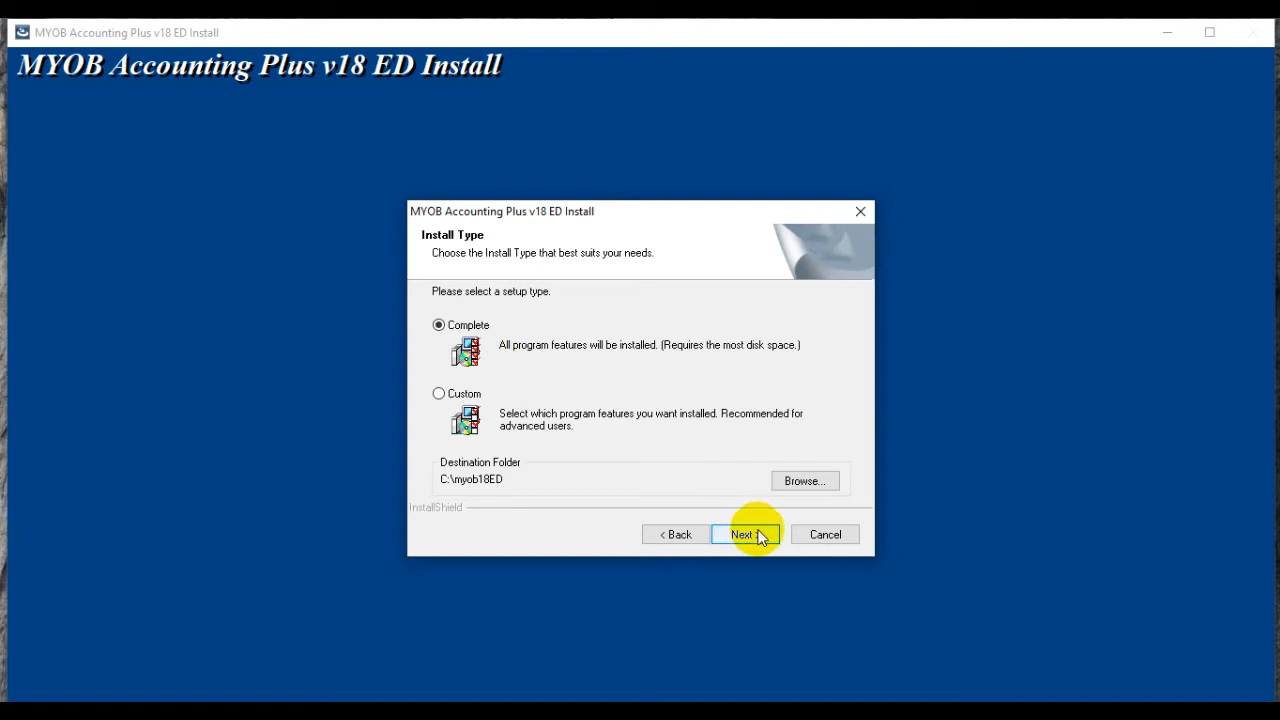 MYOB Accounting Plus v18 ED Install
MYOB Accounting Plus v18 ED Install
MYOB Accounting Plus v18 ED Install
Install Type
Choose the Install Type that best suits your needs.
Please select a setup type.
Complete
All program features will be installed. (Requires the most disk space.)
Custom
Select which program features you want installed. Recommended for
advanced users.
Destination Folder
C:\myob18ED
Browse...
InstallShield
< Back
Next
Cancel